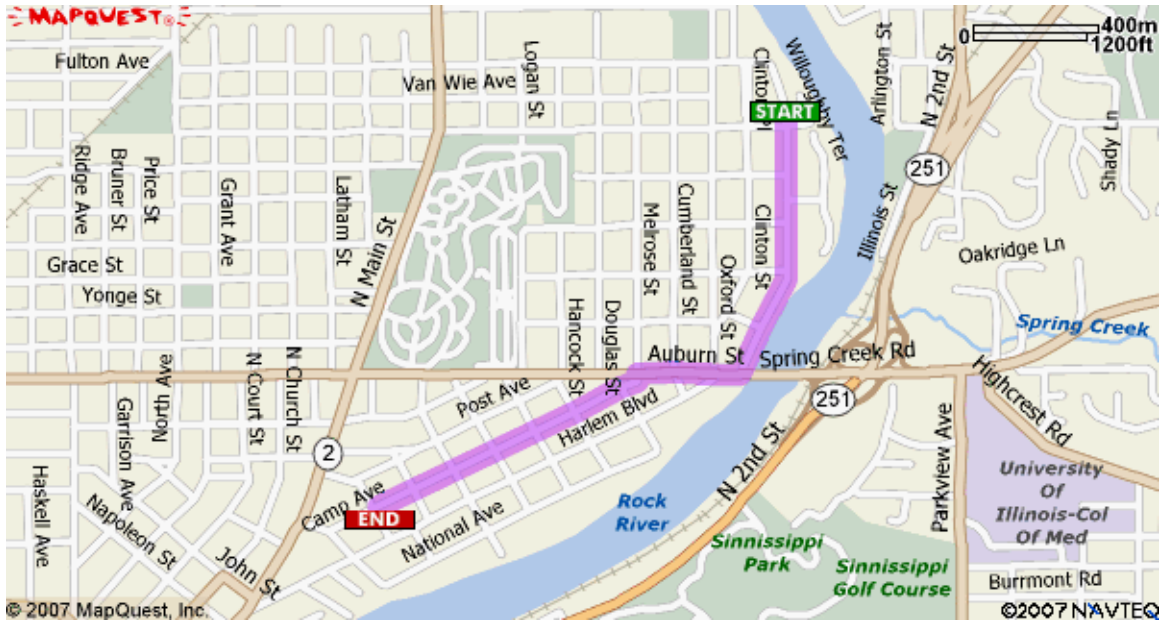 MAPQUEST®
Fulton Ave
Van Wie Ave
Logan St
Clinton Pl
START
Willoughby Ter
Arlington St
N 2nd St
0
400m
1200ft
251
Shady Ln
Ridge Ave
Bruner St
Price St
Grant Ave
Latham St
N Main St
Melrose St
Cumberland St
Oxford St
Clinton St
Illinois St
Oakridge Ln
Grace St
Yonge St
Hancock St
Douglas St
Auburn St
Spring Creek Rd
Spring Creek
251
Highcrest Rd
Haskell Ave
Garrison Ave
North Ave
N Court St
N Church St
Post Ave
Harlem Blvd
2
Camp Ave
END
National Ave
Napoleon St
John St
Rock
River
N 2nd St
Parkview Ave
University
Of
Illinois-Col
Of Med
Sinnissippi
Park
Sinnissippi
Golf Course
Burrmont Rd
© 2007 MapQuest, Inc.
©2007 NAVTEQ